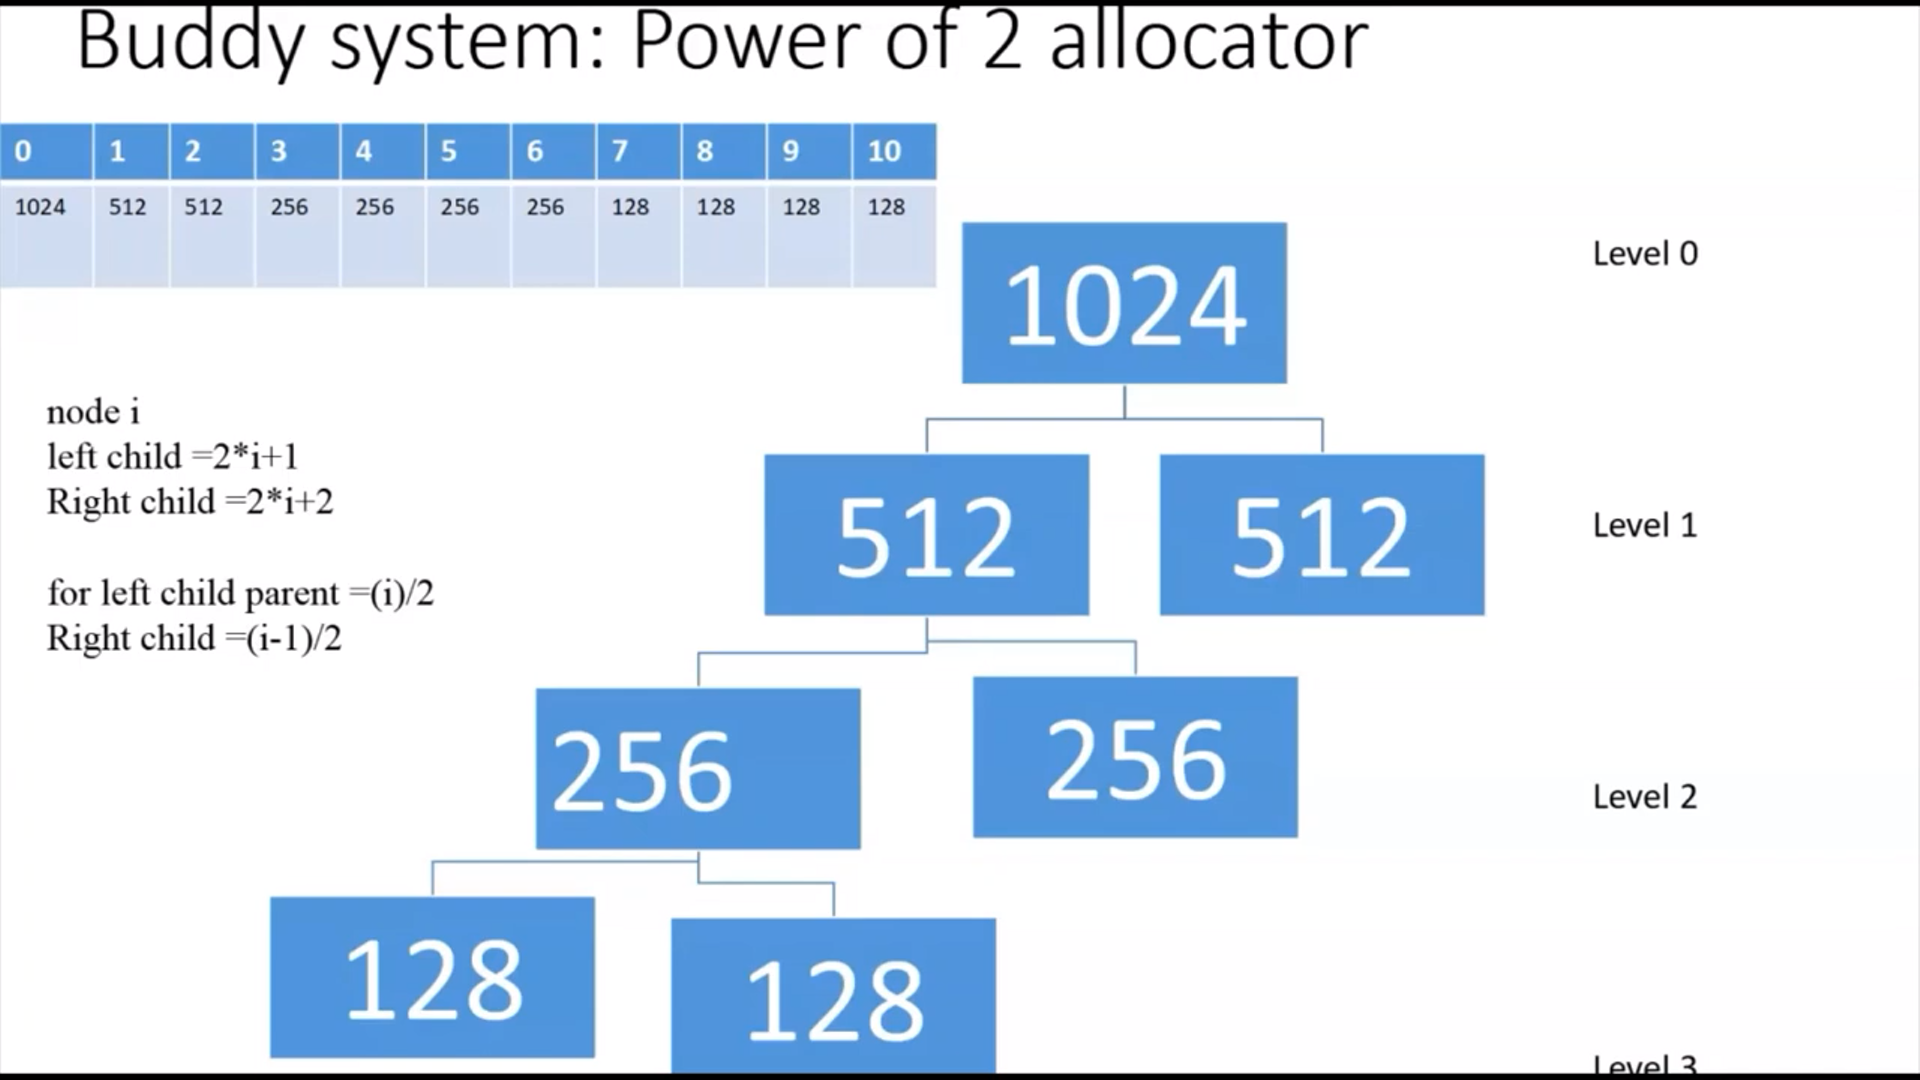 Buddy system: Power of 2 allocator
0 1 2 3 4 5 6 7 8 9 10
1024 512 512 256 256 256 256 128 128 128 128
1024
Level 0
node i
left child =2*i+1
Right child =2*i+2
for left child parent =(i)/2
Right child =(i-1)/2
512 512
Level 1
256 256
Level 2
128 128
Level 3